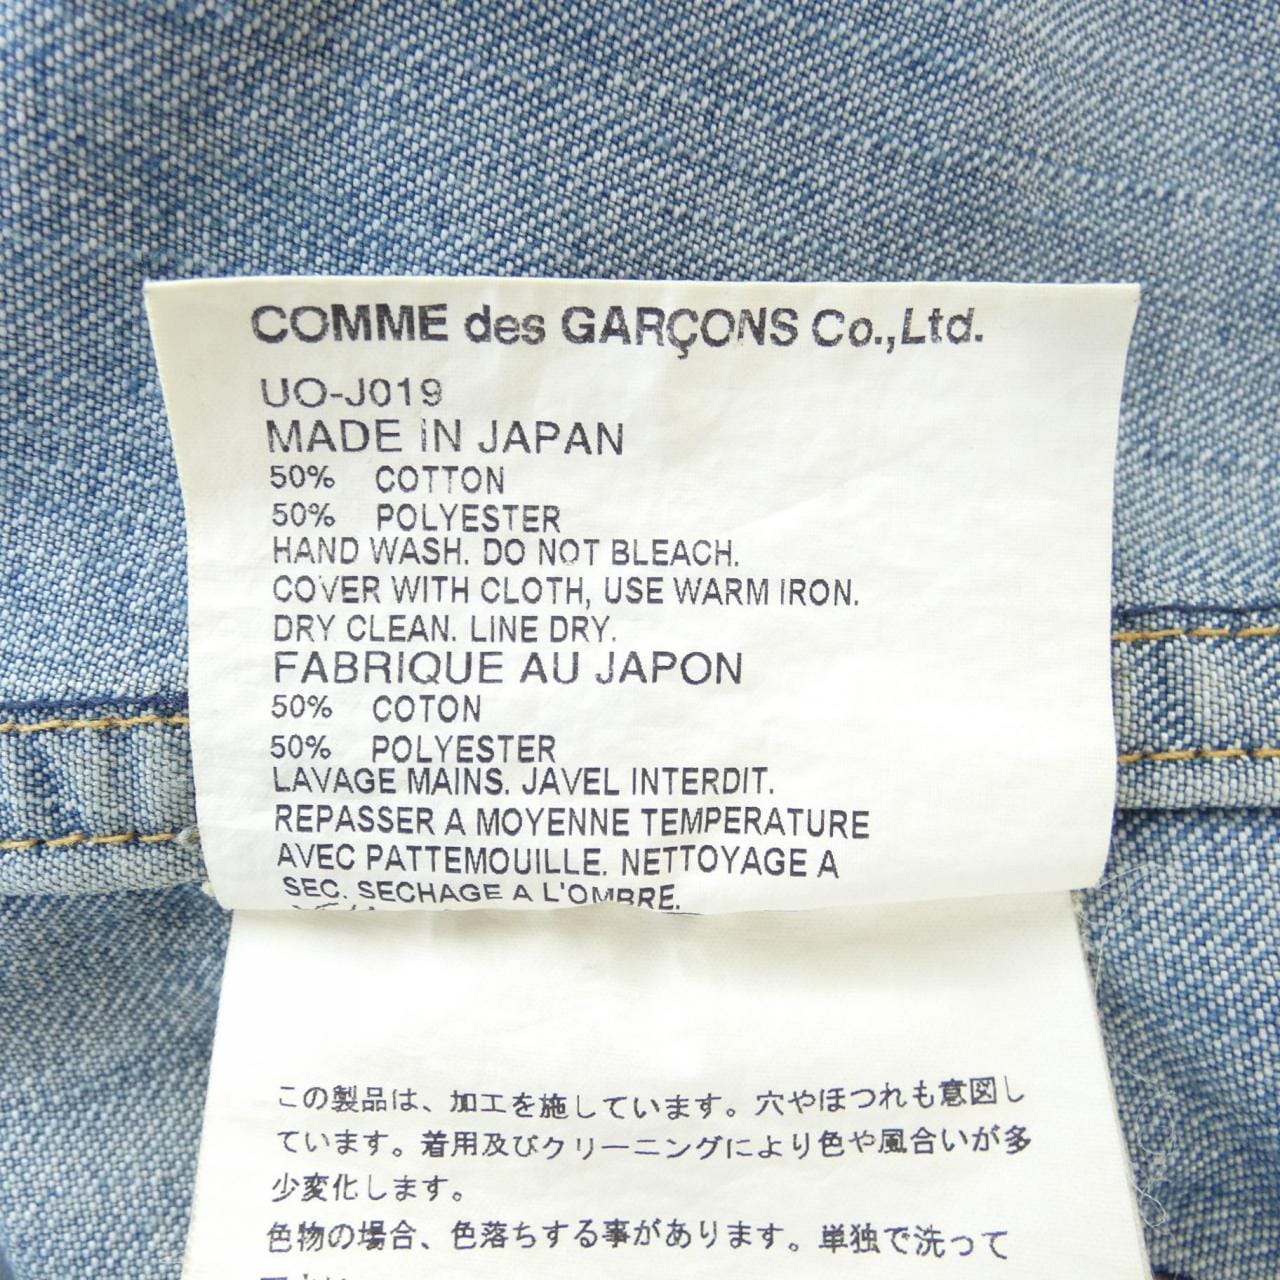 COMME des GARÇONS Co.,Ltd.
UO-J019
MADE IN JAPAN
50% COTTON
50% POLYESTER
HAND WASH. DO NOT BLEACH.
COVER WITH CLOTH, USE WARM IRON.
DRY CLEAN. LINE DRY.
FABRIQUE AU JAPON
50% COTON
50% POLYESTER
LAVAGE MAINS. JAVEL INTERDIT.
REPASSER A MOYENNE TEMPERATURE
AVEC PATTEMOUILLE. NETTOYAGE A
SEC. SECHAGE A L'OMBRE.
この製品は、加工を施しています。穴やほつれも意図し
ています。着用及びクリーニングにより色や風合いが多
少変化します。
色物の場合、色落ちする事があります。単独で洗って